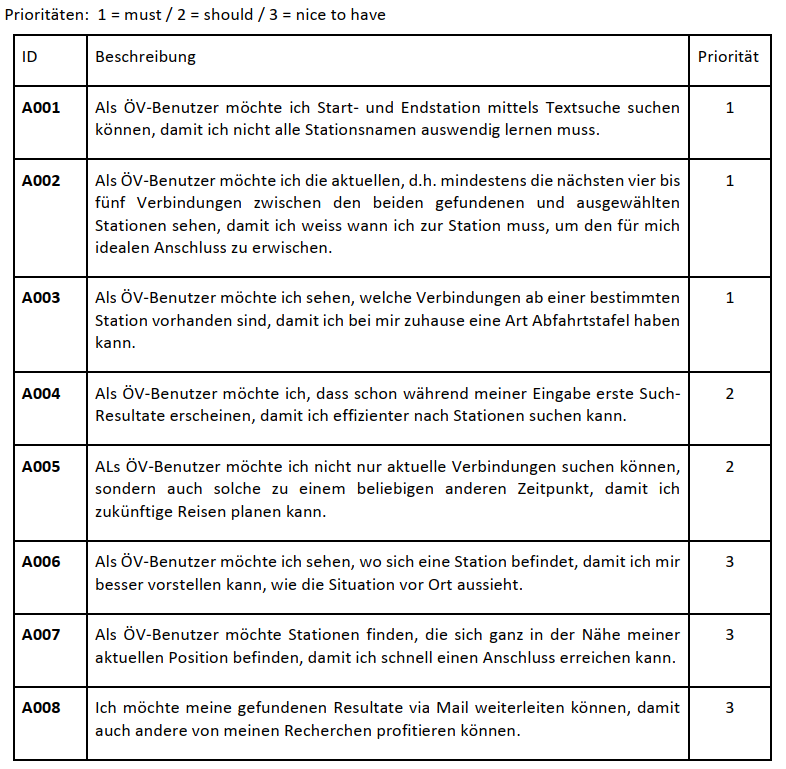 Prioritäten:  1 = must / 2 = should / 3 = nice to have
ID Beschreibung Priorität
A001 Als ÖV-Benutzer möchte ich Start- und Endstation mittels Textsuche suchen 1
können, damit ich nicht alle Stationsnamen auswendig lernen muss.
A002 Als ÖV-Benutzer möchte ich die aktuellen, d.h. mindestens die nächsten vier bis 1
fünf Verbindungen zwischen den beiden gefundenen und ausgewählten
Stationen sehen, damit ich weiss wann ich zur Station muss, um den für mich
idealen Anschluss zu erwischen.
A003 Als ÖV-Benutzer möchte ich sehen, welche Verbindungen ab einer bestimmten 1
Station vorhanden sind, damit ich bei mir zuhause eine Art Abfahrtstafel haben
kann.
A004 Als ÖV-Benutzer möchte ich, dass schon während meiner Eingabe erste Such- 2
Resultate erscheinen, damit ich effizienter nach Stationen suchen kann.
A005 ALs ÖV-Benutzer möchte ich nicht nur aktuelle Verbindungen suchen können, 2
sondern auch solche zu einem beliebigen anderen Zeitpunkt, damit ich
zukünftige Reisen planen kann.
A006 Als ÖV-Benutzer möchte ich sehen, wo sich eine Station befindet, damit ich mir 3
besser vorstellen kann, wie die Situation vor Ort aussieht.
A007 Als ÖV-Benutzer möchte Stationen finden, die sich ganz in der Nähe meiner 3
aktuellen Position befinden, damit ich schnell einen Anschluss erreichen kann.
A008 Ich möchte meine gefundenen Resultate via Mail weiterleiten können, damit 3
auch andere von meinen Recherchen profitieren können.